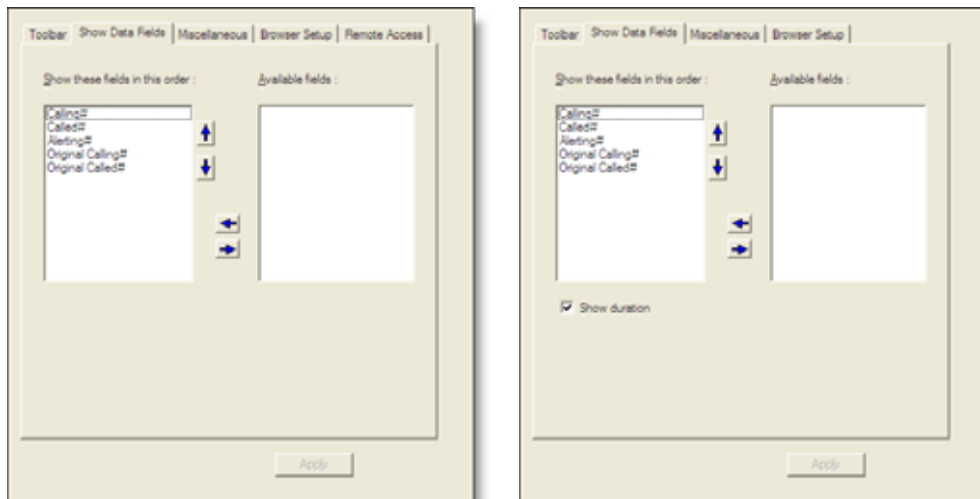 Toolbar Show Data Fields Miscellaneous Browser Setup Remote Access
Show these fields in this order : Available fields :
Calling#
Called#
Alerting#
Original Calling#
Original Called#
Apply
Toolbar Show Data Fields Miscellaneous Browser Setup
Show these fields in this order : Available fields :
Calling#
Called#
Alerting#
Original Calling#
Original Called#
Show duration
Apply